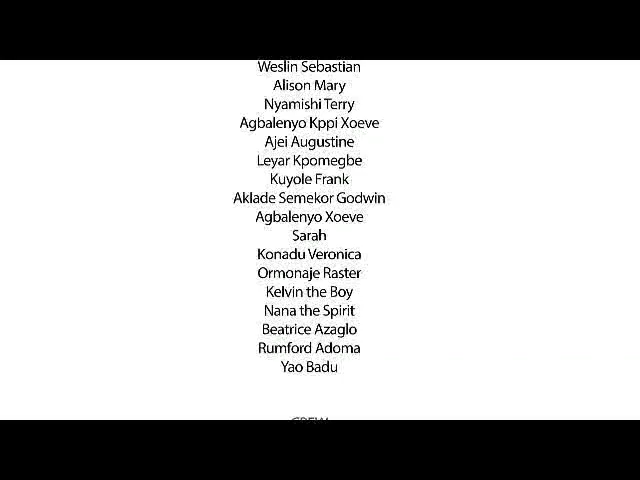 Weslin Sebastian
Alison Mary
Nyamishi Terry
Agbalenyo Kppi Xoeve
Ajei Augustine
Leyar Kpomegbe
Kuyole Frank
Aklade Semekor Godwin
Agbalenyo Xoeve
Sarah
Konadu Veronica
Ormonaje Raster
Kelvin the Boy
Nana the Spirit
Beatrice Azaglo
Rumford Adoma
Yao Badu
CREW